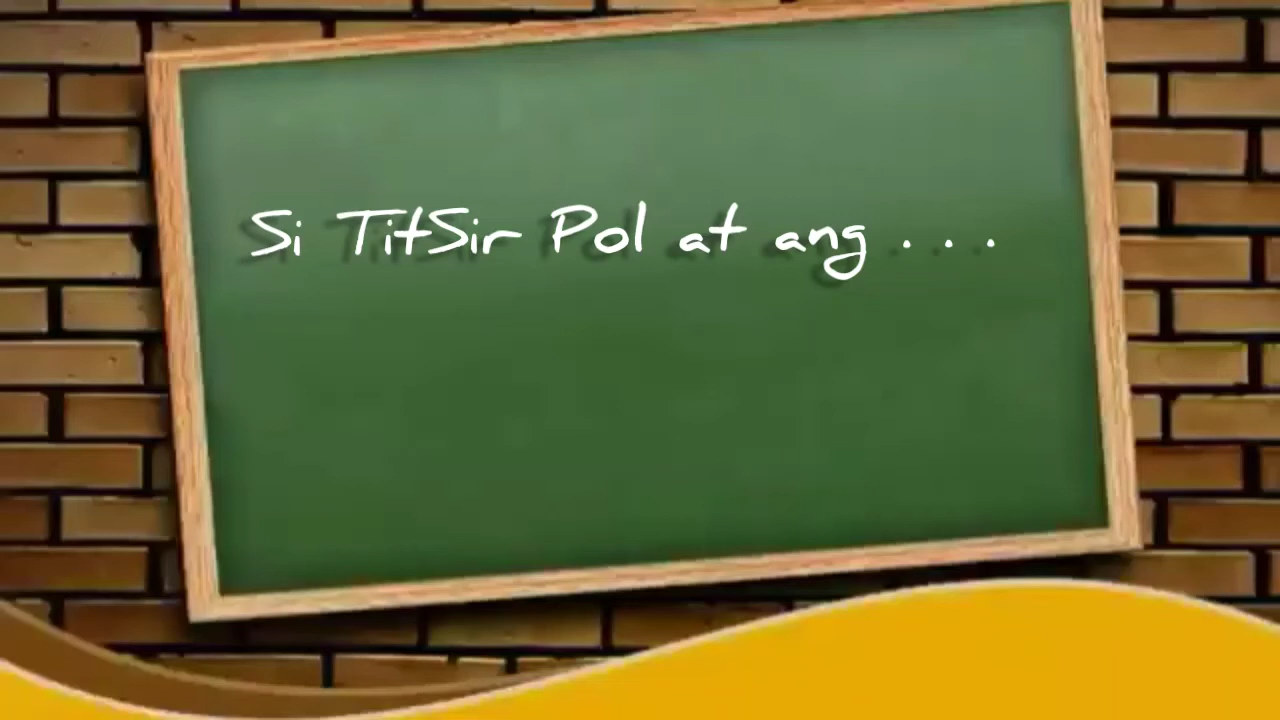 Si TitSir Pol at ang . . .